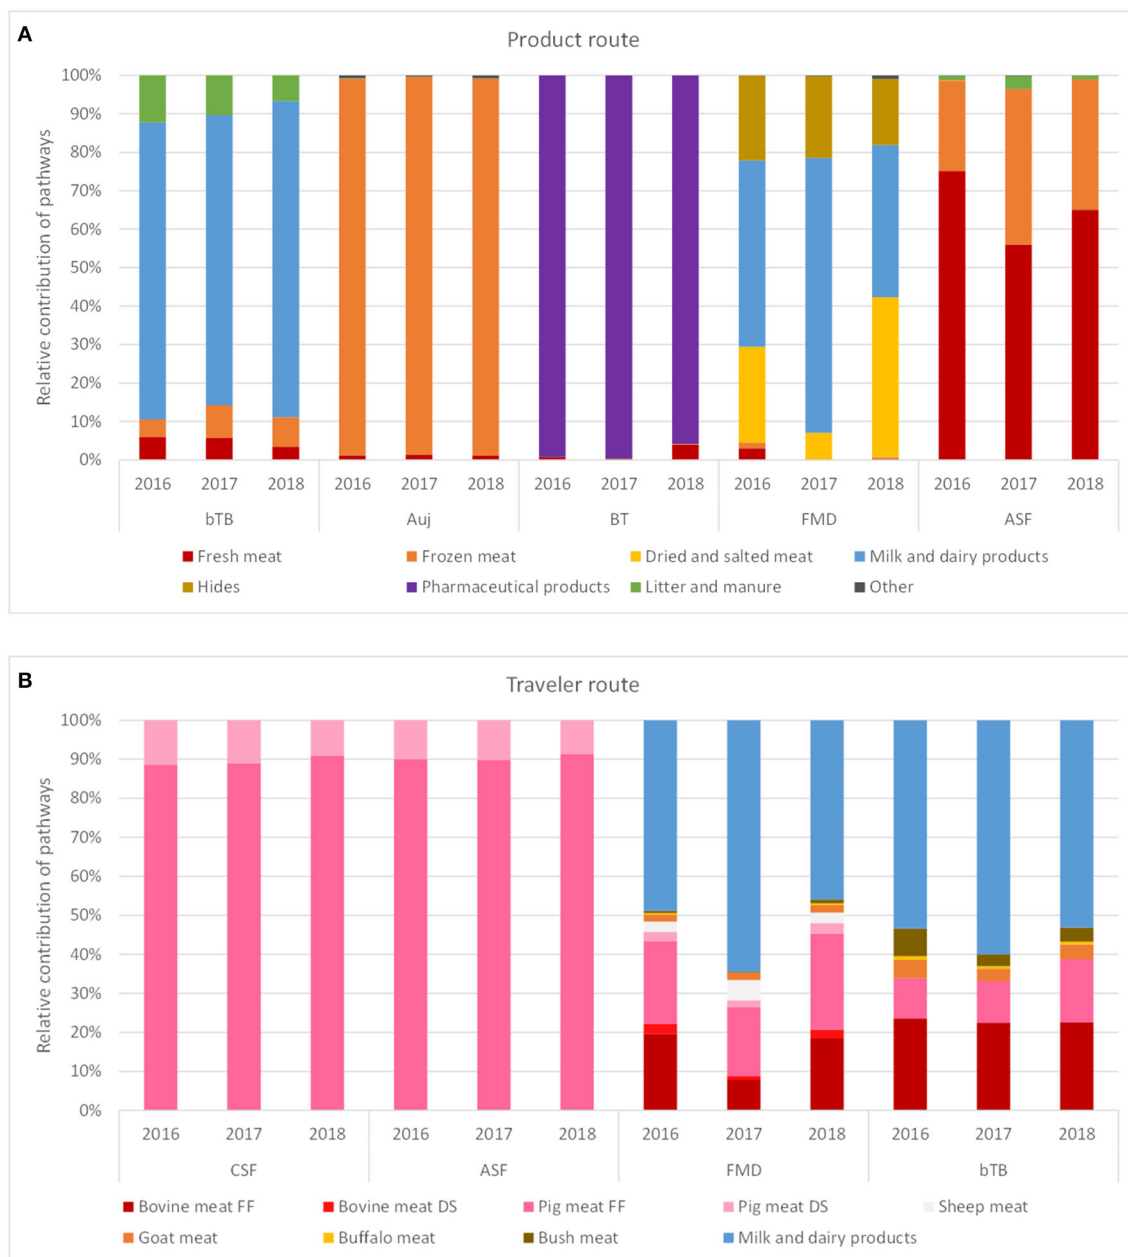 A
Product route
Relative contribution of pathways
100%
90%
80%
70%
60%
50%
40%
30%
20%
10%
0%
2016 2017 2018 2016 2017 2018 2016 2017 2018 2016 2017 2018 2016 2017 2018
bTB Auj BT FMD ASF
Fresh meat Frozen meat Dried and salted meat Milk and dairy products
Hides Pharmaceutical products Litter and manure Other
B
Traveler route
Relative contribution of pathways
100%
90%
80%
70%
60%
50%
40%
30%
20%
10%
0%
2016 2017 2018 2016 2017 2018 2016 2017 2018 2016 2017 2018
CSF ASF FMD bTB
Bovine meat FF Bovine meat DS Pig meat FF Pig meat DS Sheep meat
Goat meat Buffalo meat Bush meat Milk and dairy products